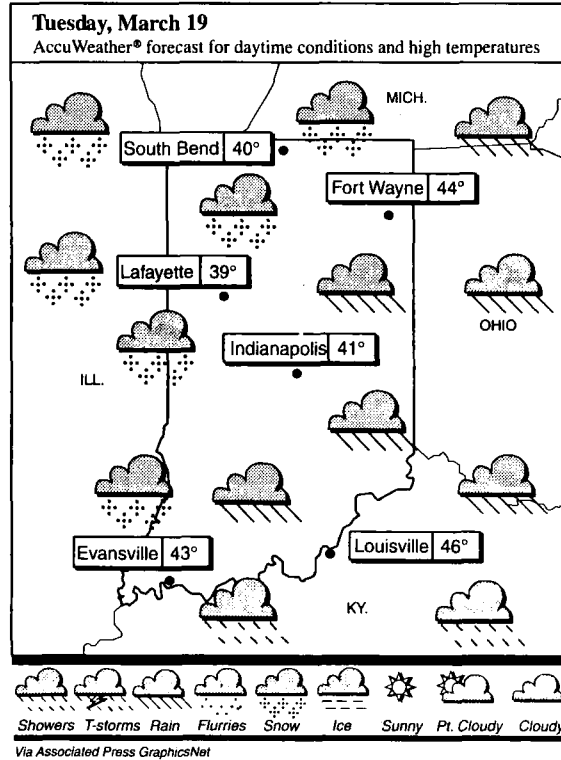 Tuesday, March 19
AccuWeather® forecast for daytime conditions and high temperatures
MICH.
South Bend 40°
Fort Wayne 44°
Lafayette 39°
OHIO
Indianapolis 41°
ILL.
Evansville 43°
Louisville 46°
KY.
Showers T-storms Rain Flurries Snow Ice Sunny Pt. Cloudy Cloudy
Via Associated Press GraphicsNet